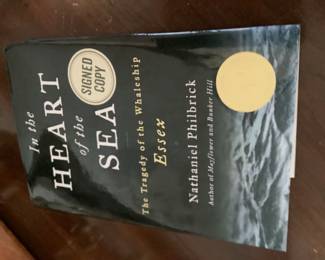 In the
HEART
of the
SEA
SIGNED
COPY
The Tragedy of the Whaleship
Essex
Nathaniel Philbrick
Author of Mayflower and Bunker Hill